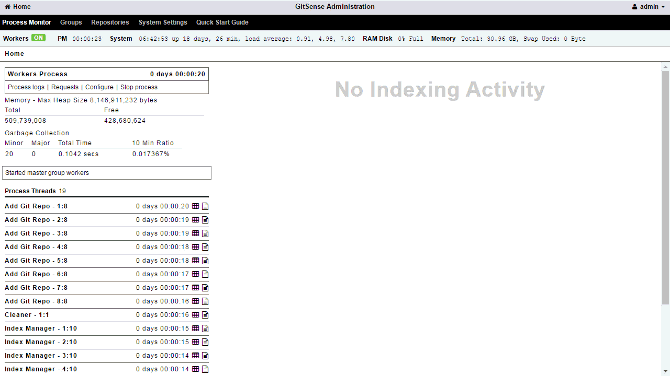 Home
GitSense Administration
admin
Process Monitor Groups Repositories System Settings Quick Start Guide
Workers ON PM 00:00:23 System 06:42:53 up 18 days, 26 min, load average: 0.91, 4.98, 7.80 RAM Disk 0% Full Memory Total: 30.96 GB, Swap Used: 0 Byte
Home
Workers Process 0 days 00:00:20
Process logs | Requests | Configure | Stop process
Memory - Max Heap Size 8,146,911,232 bytes
Total Free
509,739,008 428,680,624
Garbage Collection
Minor Major Total Time 10 Min Ratio
20 0 0.1042 secs 0.017367%
Started master group workers
Process Threads 19
Add Git Repo - 1:8 0 days 00:00:20
Add Git Repo - 2:8 0 days 00:00:19
Add Git Repo - 3:8 0 days 00:00:19
Add Git Repo - 4:8 0 days 00:00:18
Add Git Repo - 5:8 0 days 00:00:18
Add Git Repo - 6:8 0 days 00:00:17
Add Git Repo - 7:8 0 days 00:00:17
Add Git Repo - 8:8 0 days 00:00:16
Cleaner - 1:1 0 days 00:00:16
Index Manager - 1:10 0 days 00:00:15
Index Manager - 2:10 0 days 00:00:15
Index Manager - 3:10 0 days 00:00:14
Index Manager - 4:10 0 days 00:00:14
No Indexing Activity